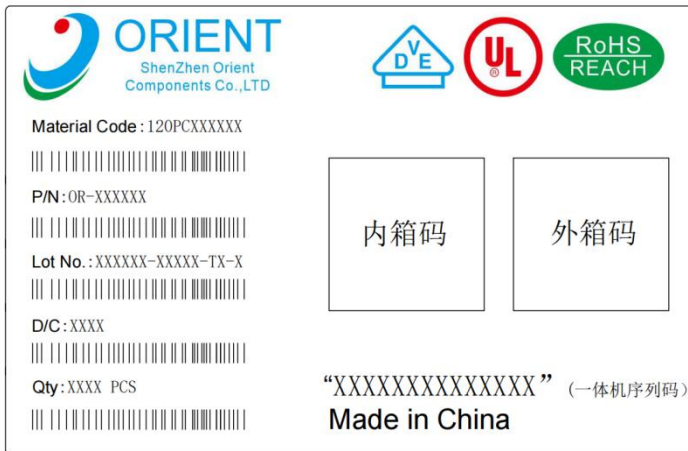 ORIENT
ShenZhen Orient
Components Co.,LTD
VDE
UL
®
RoHS
REACH
Material Code:120PCXXXXXX
P/N:OR-XXXXXX
Lot No.:XXXXXX-XXXXX-TX-X
D/C:XXXX
Qty:XXXX PCS
内箱码
外箱码
“XXXXXXXXXXXXXX” (一体机序列码)
Made in China